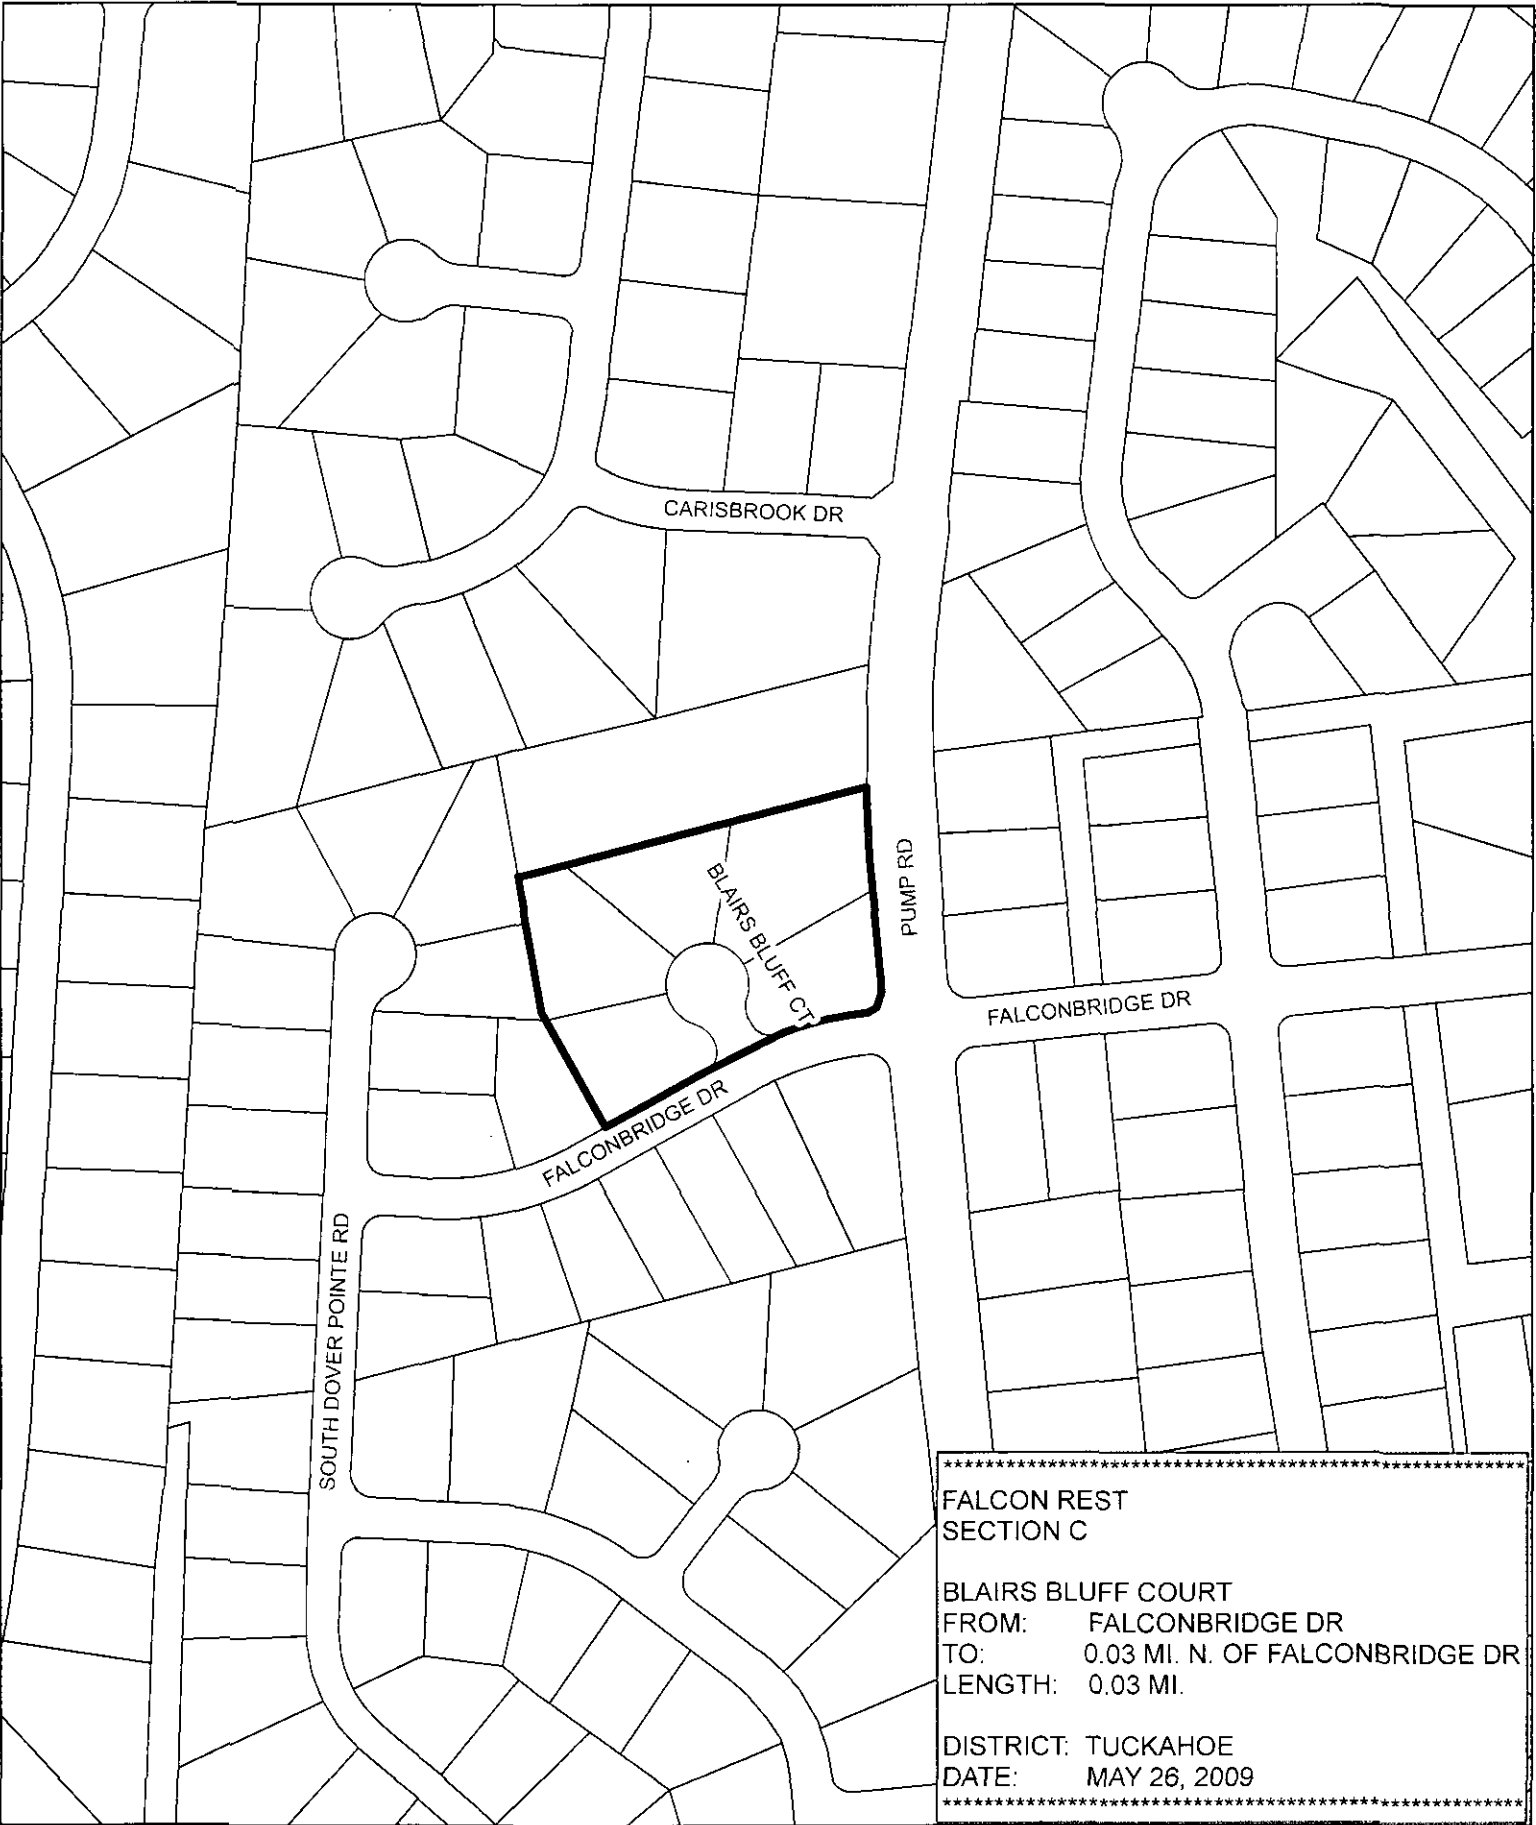 CARISBROOK DR
BLAIRS BLUFF CT
PUMP RD
FALCONBRIDGE DR
FALCONBRIDGE DR
SOUTH DOVER POINTE RD
FALCON REST
SECTION C
BLAIRS BLUFF COURT
FROM: FALCONBRIDGE DR
TO: 0.03 MI. N. OF FALCONBRIDGE DR
LENGTH: 0.03 MI.
DISTRICT: TUCKAHOE
DATE: MAY 26, 2009